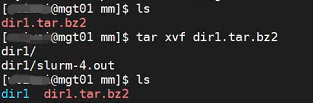 [@mgt01 mm]$ ls
dir1.tar.bz2
[@mgt01 mm]$ tar xvf dir1.tar.bz2
dir1/
dir1/slurm-4.out
[@mgt01 mm]$ ls
dir1 dir1.tar.bz2